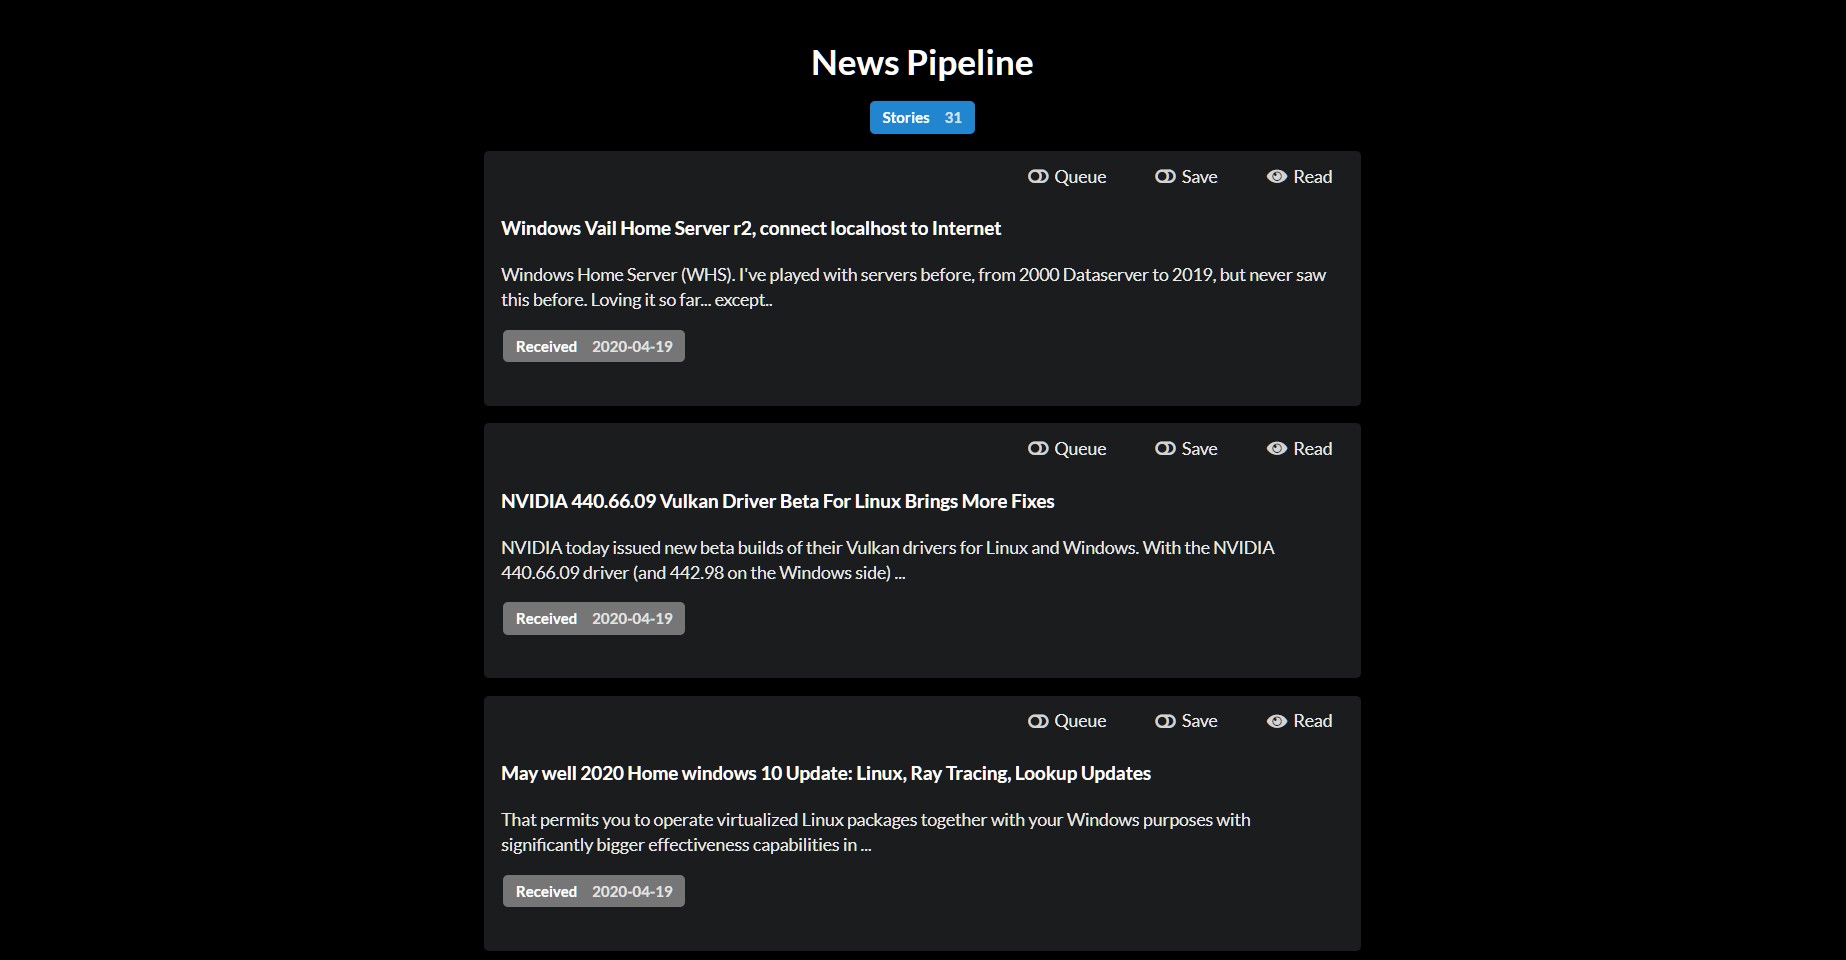 News Pipeline
Stories 31
Queue Save Read
Windows Vail Home Server r2, connect localhost to Internet
Windows Home Server (WHS). I've played with servers before, from 2000 Dataserver to 2019, but never saw
this before. Loving it so far... except..
Received 2020-04-19
Queue Save Read
NVIDIA 440.66.09 Vulkan Driver Beta For Linux Brings More Fixes
NVIDIA today issued new beta builds of their Vulkan drivers for Linux and Windows. With the NVIDIA
440.66.09 driver (and 442.98 on the Windows side) ...
Received 2020-04-19
Queue Save Read
May well 2020 Home windows 10 Update: Linux, Ray Tracing, Lookup Updates
That permits you to operate virtualized Linux packages together with your Windows purposes with
significantly bigger effectiveness capabilities in ...
Received 2020-04-19